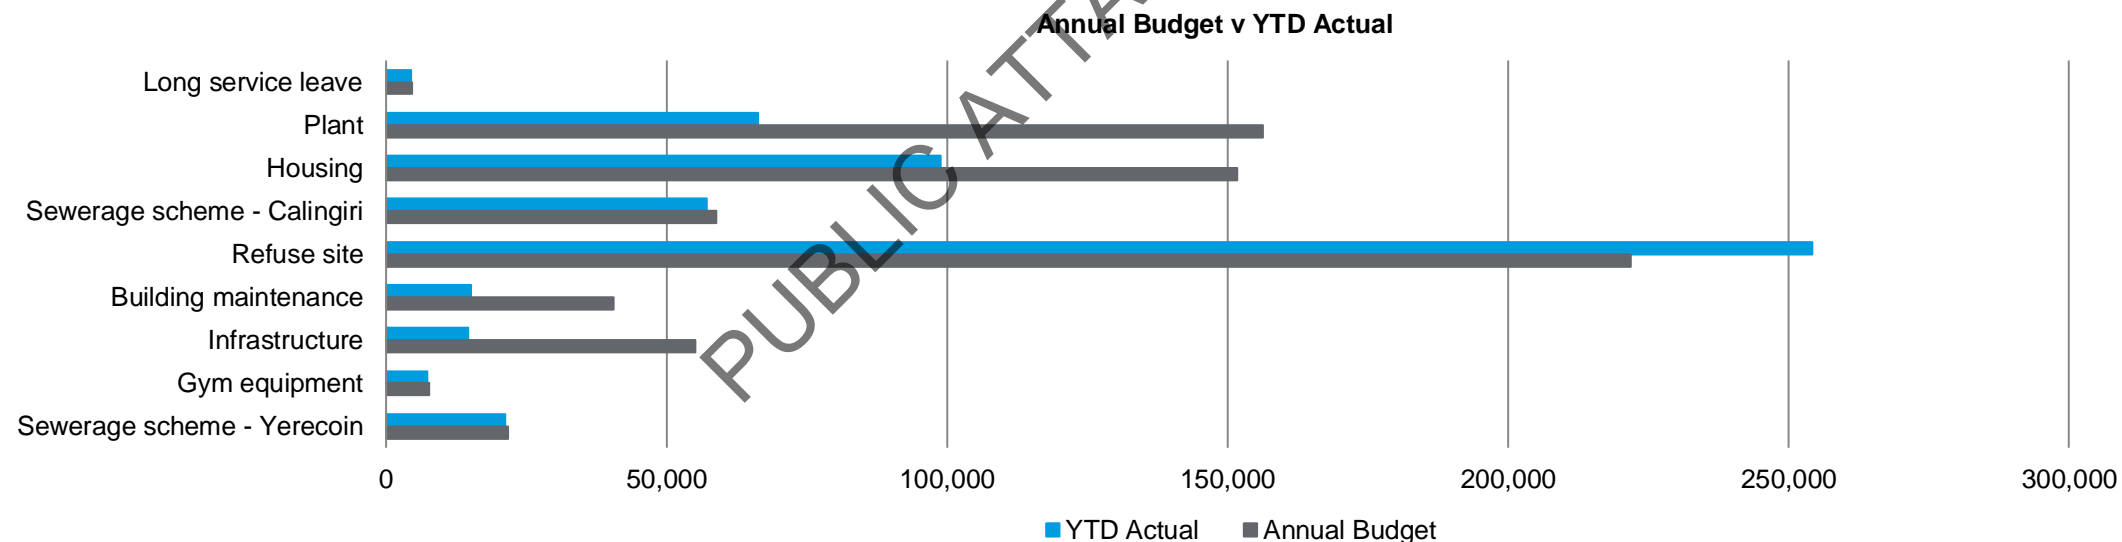 Annual Budget v YTD Actual
Long service leave
Plant
Housing
Sewerage scheme - Calingiri
Refuse site
Building maintenance
Infrastructure
Gym equipment
Sewerage scheme - Yerecoin
0 50,000 100,000 150,000 200,000 250,000 300,000
YTD Actual Annual Budget
PUBLIC ATTA